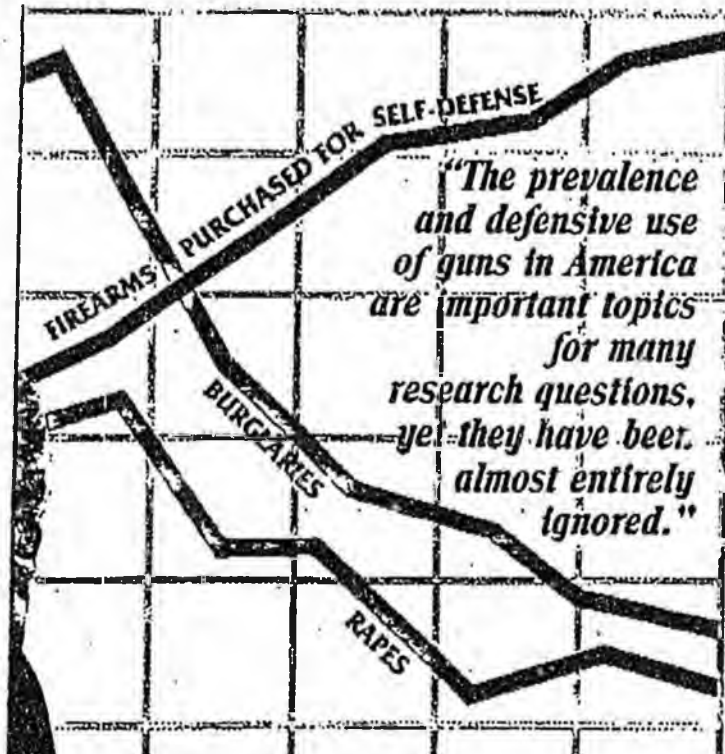 FIREARMS PURCHASED FOR SELF-DEFENSE
"The prevalence
and defensive use
of guns in America
are important topics
for many
research questions,
yet they have been
almost entirely
ignored."
BURGLARIES
RAPES